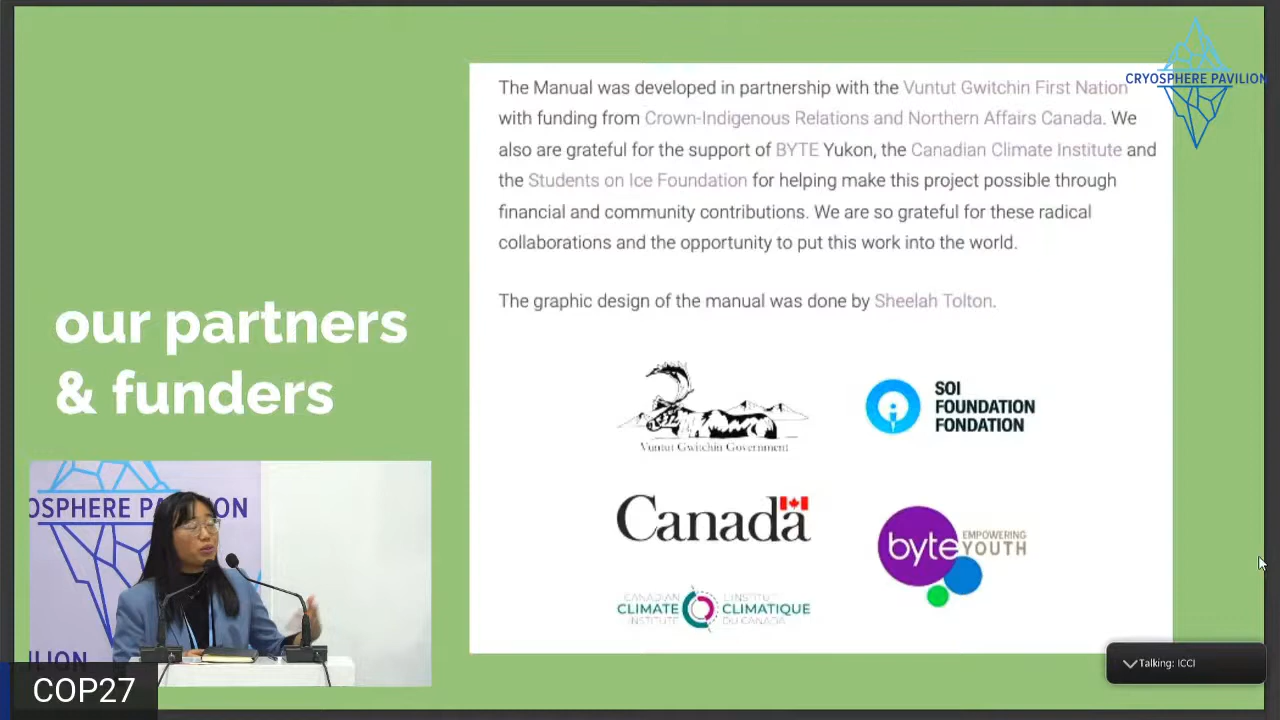 CRYOSPHERE PAVILION
The Manual was developed in partnership with the Vuntut Gwitchin First Nation
with funding from Crown-Indigenous Relations and Northern Affairs Canada. We
also are grateful for the support of BYTE Yukon, the Canadian Climate Institute and
the Students on Ice Foundation for helping make this project possible through
financial and community contributions. We are so grateful for these radical
collaborations and the opportunity to put this work into the world.
The graphic design of the manual was done by Sheelah Tolton.
our partners
& funders
Vuntut Gwitchin Government
SOI
FOUNDATION
FONDATION
Canada
byte
EMPOWERING
YOUTH
CANADIAN
CLIMATE
INSTITUTE
L'INSTITUT
CLIMATIQUE
DU CANADA
OSPHERE PA ILION
ILION
Talking: ICCI
COP27